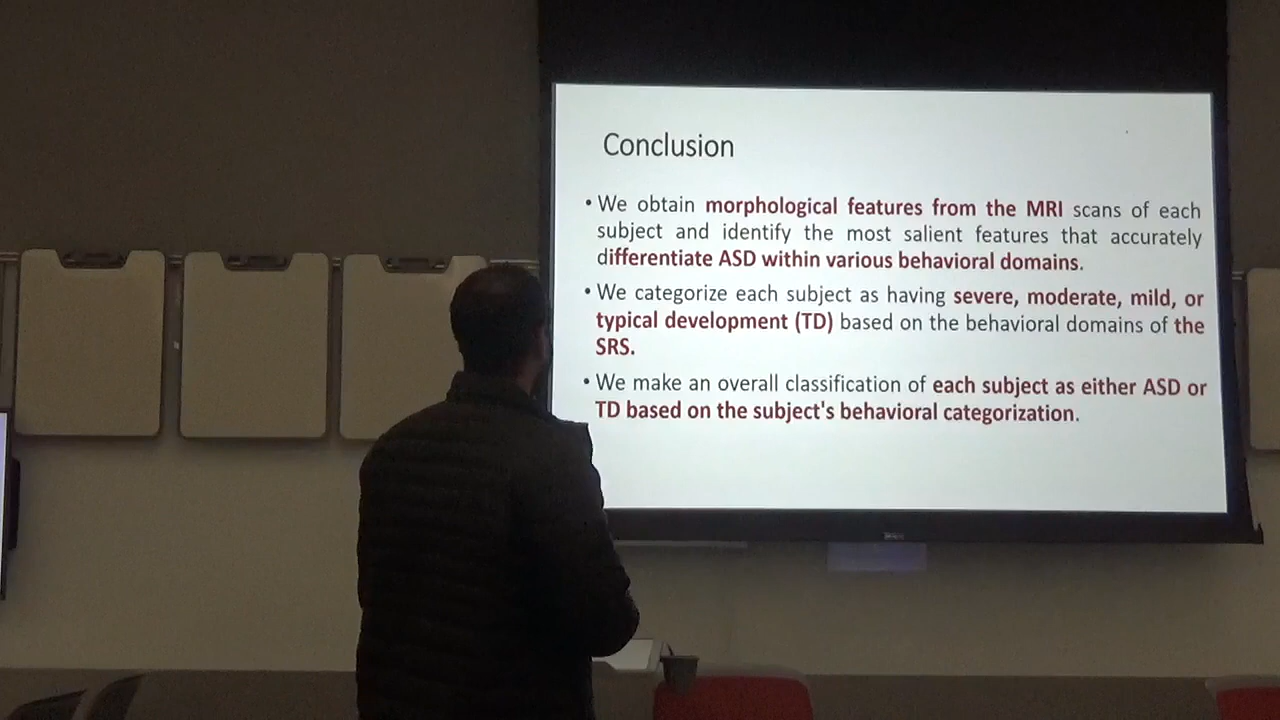 Conclusion
• We obtain morphological features from the MRI scans of each
subject and identify the most salient features that accurately
differentiate ASD within various behavioral domains.
• We categorize each subject as having severe, moderate, mild, or
typical development (TD) based on the behavioral domains of the
SRS.
• We make an overall classification of each subject as either ASD or
TD based on the subject's behavioral categorization.